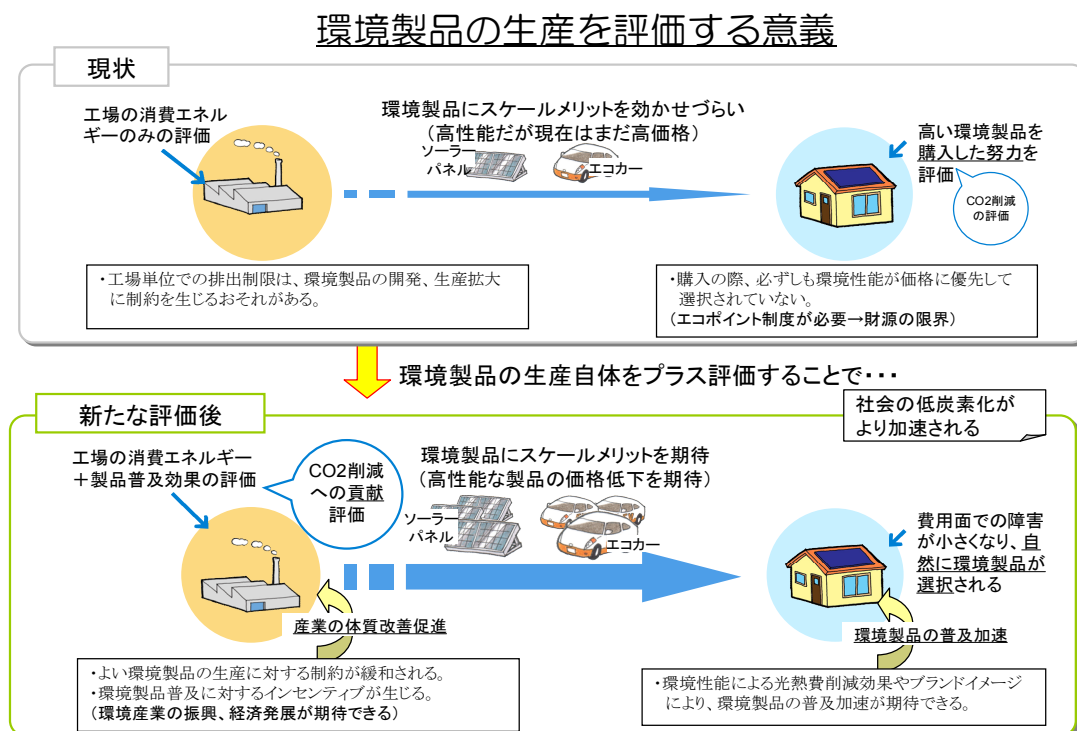 環境製品の生産を評価する意義
現状
工場の消費エネル
ギーのみの評価
環境製品にスケールメリットを効かせづらい
(高性能だが現在はまだ高価格)
ソーラー
パネル
エコカー
高い環境製品を
購入した努力を
評価
CO2削減
の評価
・工場単位での排出制限は、環境製品の開発、生産拡大
に制約を生じるおそれがある。
・購入の際、必ずしも環境性能が価格に優先して
選択されていない。
(エコポイント制度が必要→財源の限界)
環境製品の生産自体をプラス評価することで・・・
新たな評価後
社会の低炭素化が
より加速される
工場の消費エネルギー
+製品普及効果の評価
CO2削減
への貢献
評価
環境製品にスケールメリットを期待
(高性能な製品の価格低下を期待)
ソーラー
パネル
エコカー
費用面での障害
が小さくなり、自
然に環境製品が
選択される
産業の体質改善促進
環境製品の普及加速
・よい環境製品の生産に対する制約が緩和される。
・環境製品普及に対するインセンティブが生じる。
(環境産業の振興、経済発展が期待できる)
・環境性能による光熱費削減効果やブランドイメージ
により、環境製品の普及加速が期待できる。